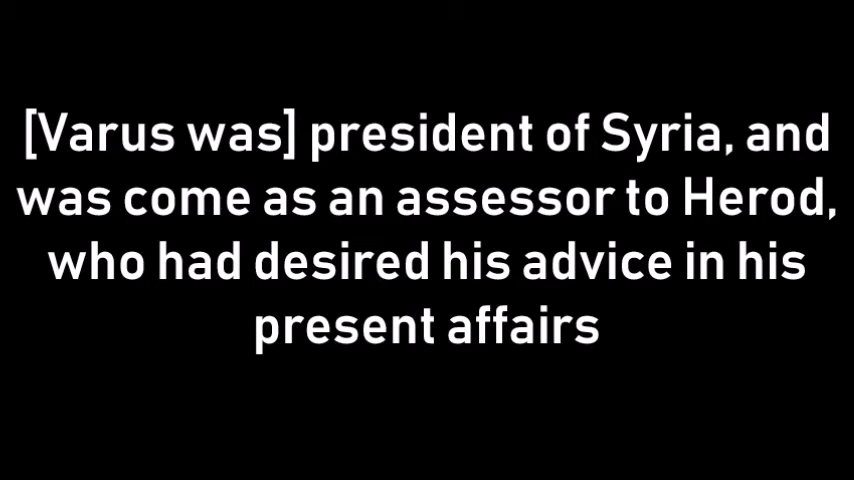 [Varus was] president of Syria, and
was come as an assessor to Herod,
who had desired his advice in his
present affairs